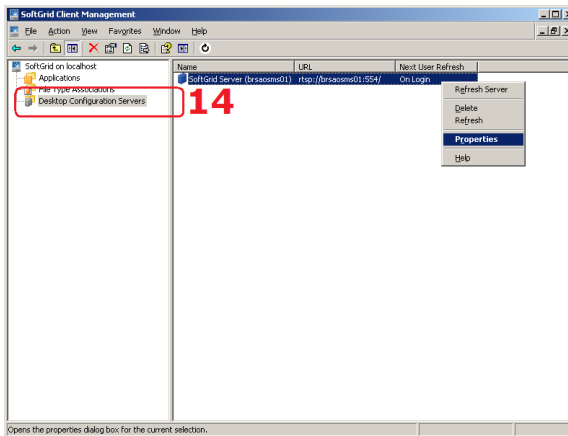 SoftGrid Client Management
File Action View Favorites Window Help
SoftGrid on localhost
Applications
File Type Associations
Desktop Configuration Servers
14
Name URL Next User Refresh
SoftGrid Server (brsaosms01) rtsp://brsaosms01:554/ On Login
Refresh Server
Delete
Refresh
Properties
Help
Opens the properties dialog box for the current selection.